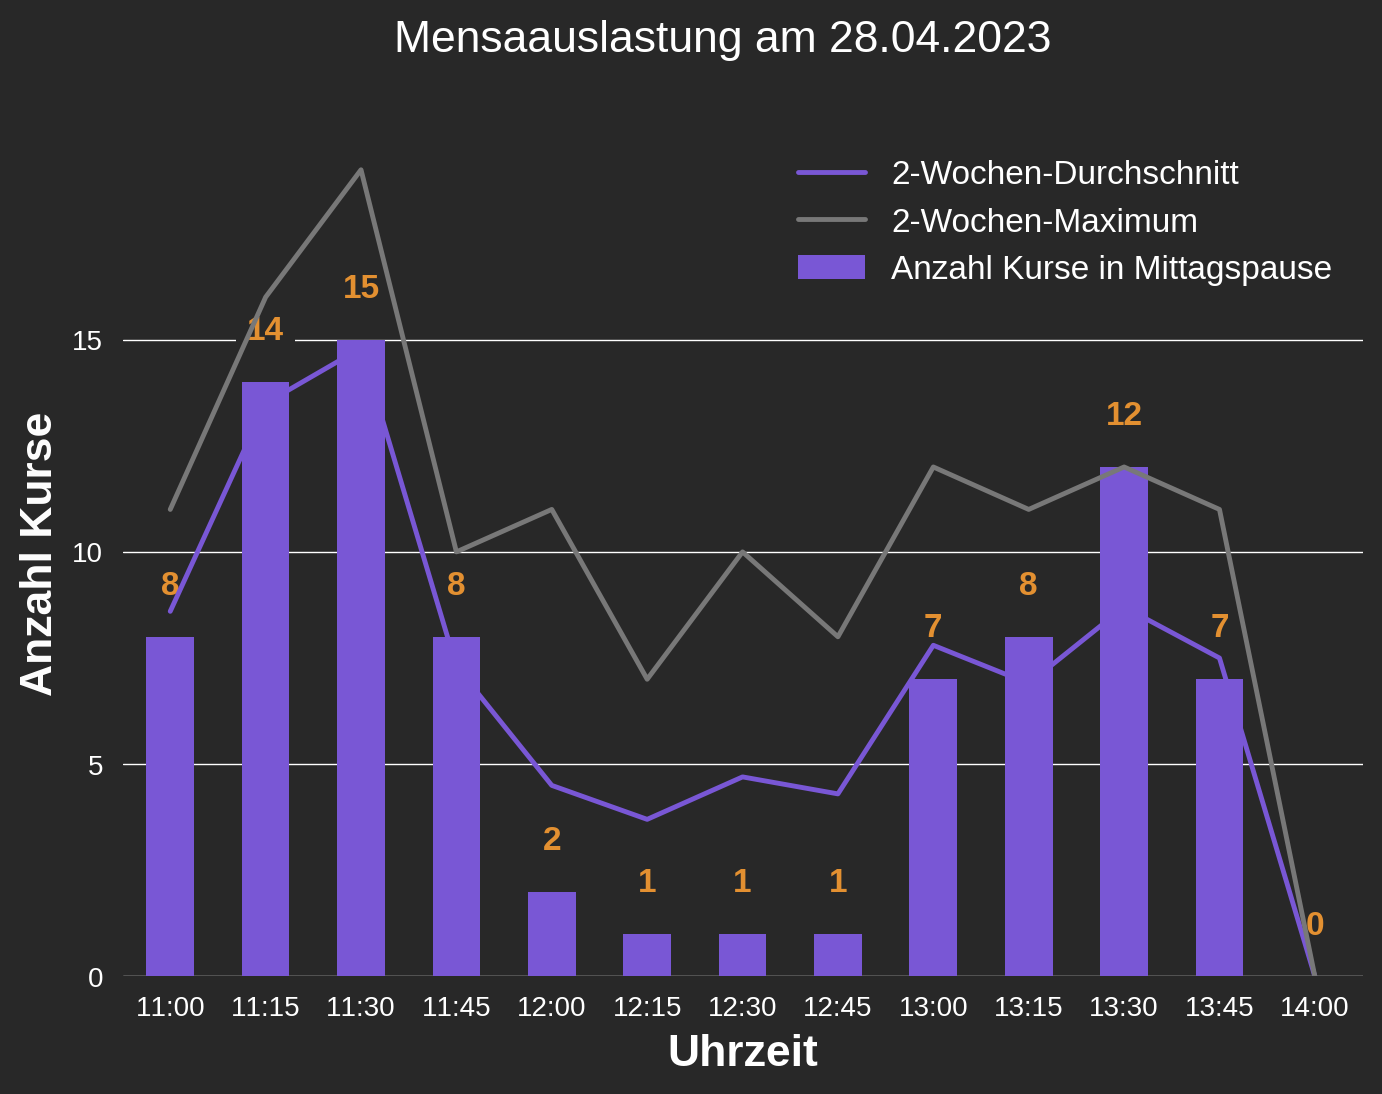 Mensaauslastung am 28.04.2023
2-Wochen-Durchschnitt
2-Wochen-Maximum
Anzahl Kurse in Mittagspause
Anzahl Kurse
15
10
5
0
8
14
15
8
2
1
1
1
7
8
12
7
0
11:00 11:15 11:30 11:45 12:00 12:15 12:30 12:45 13:00 13:15 13:30 13:45 14:00
Uhrzeit